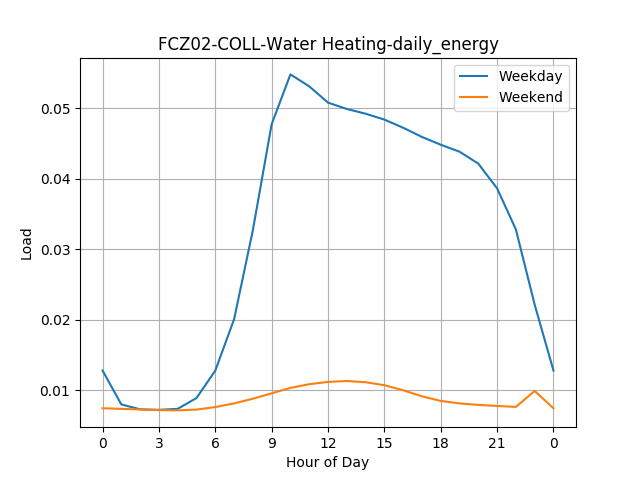 FCZ02-COLL-Water Heating-daily_energy
Weekday
Weekend
0.05
0.04
0.03
0.02
0.01
Load
0 3 6 9 12 15 18 21 0
Hour of Day